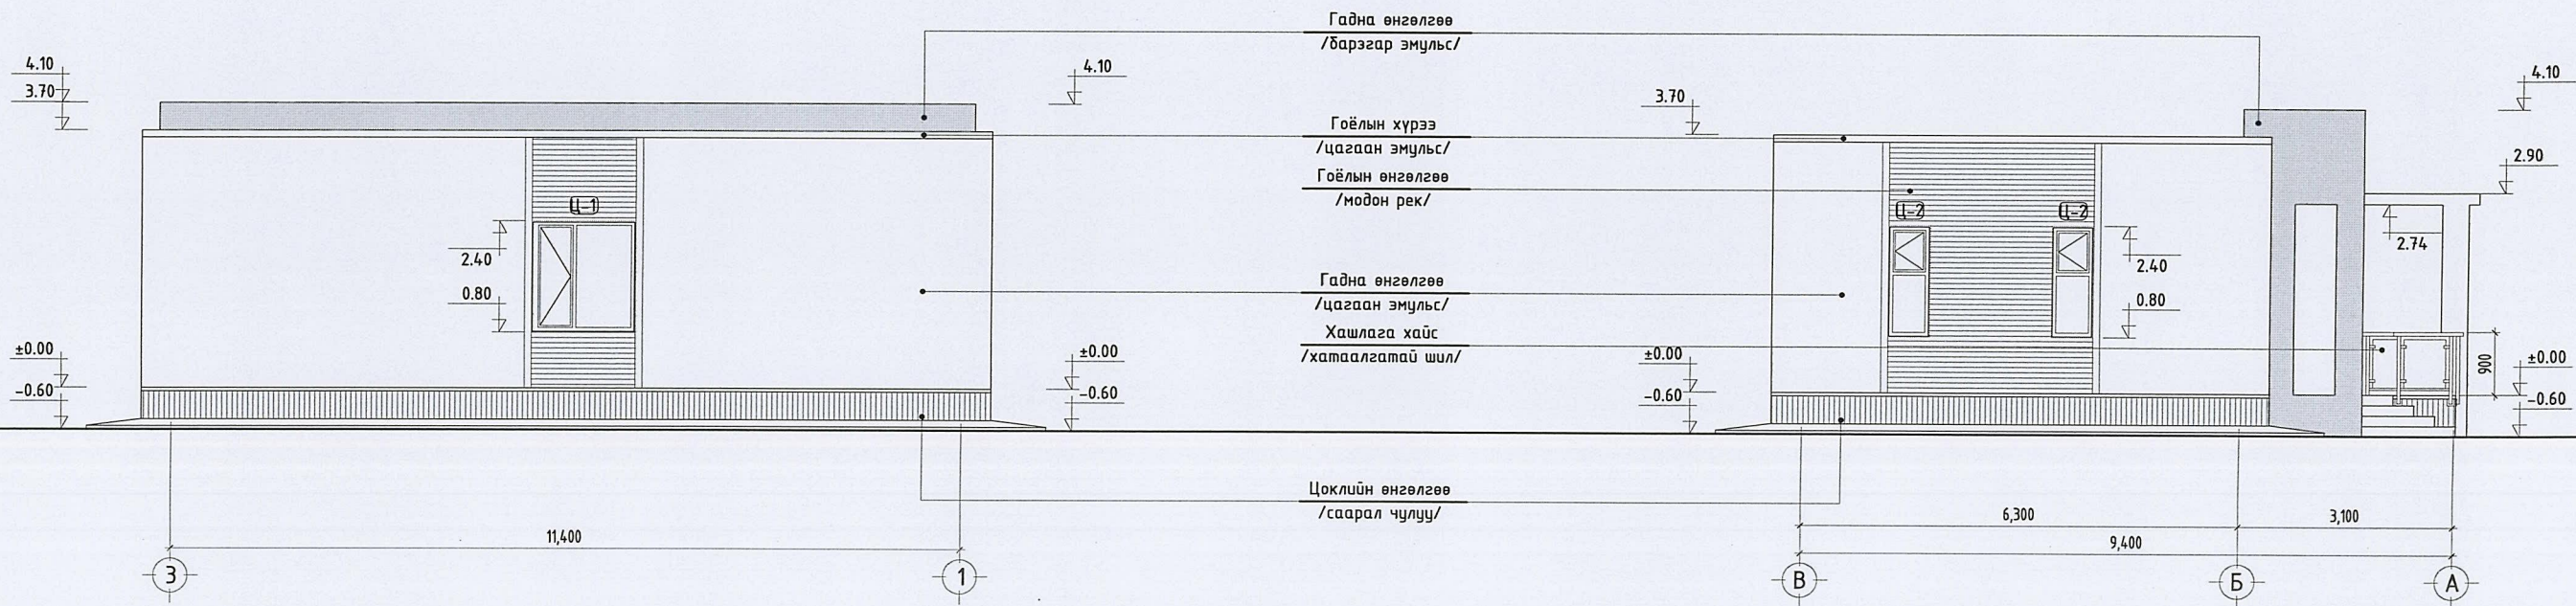 Гадна өнгөлгөө
/барзгар эмульс/
4.10
3.70
4.10
3.70
4.10
Гоёлын хүрээ
/цагаан эмульс/
2.90
Гоёлын өнгөлгөө
/модон рек/
Ц-1
Ц-2
Ц-2
2.74
2.40
2.40
Гадна өнгөлгөө
/цагаан эмульс/
0.80
0.80
Хашлага хайс
/хатаалгатай шил/
±0.00
±0.00
±0.00
900
±0.00
-0.60
-0.60
-0.60
-0.60
Цоклийн өнгөлгөө
/саарал чулуу/
6,300
3,100
11,400
9,400
3
1
В
Б
А